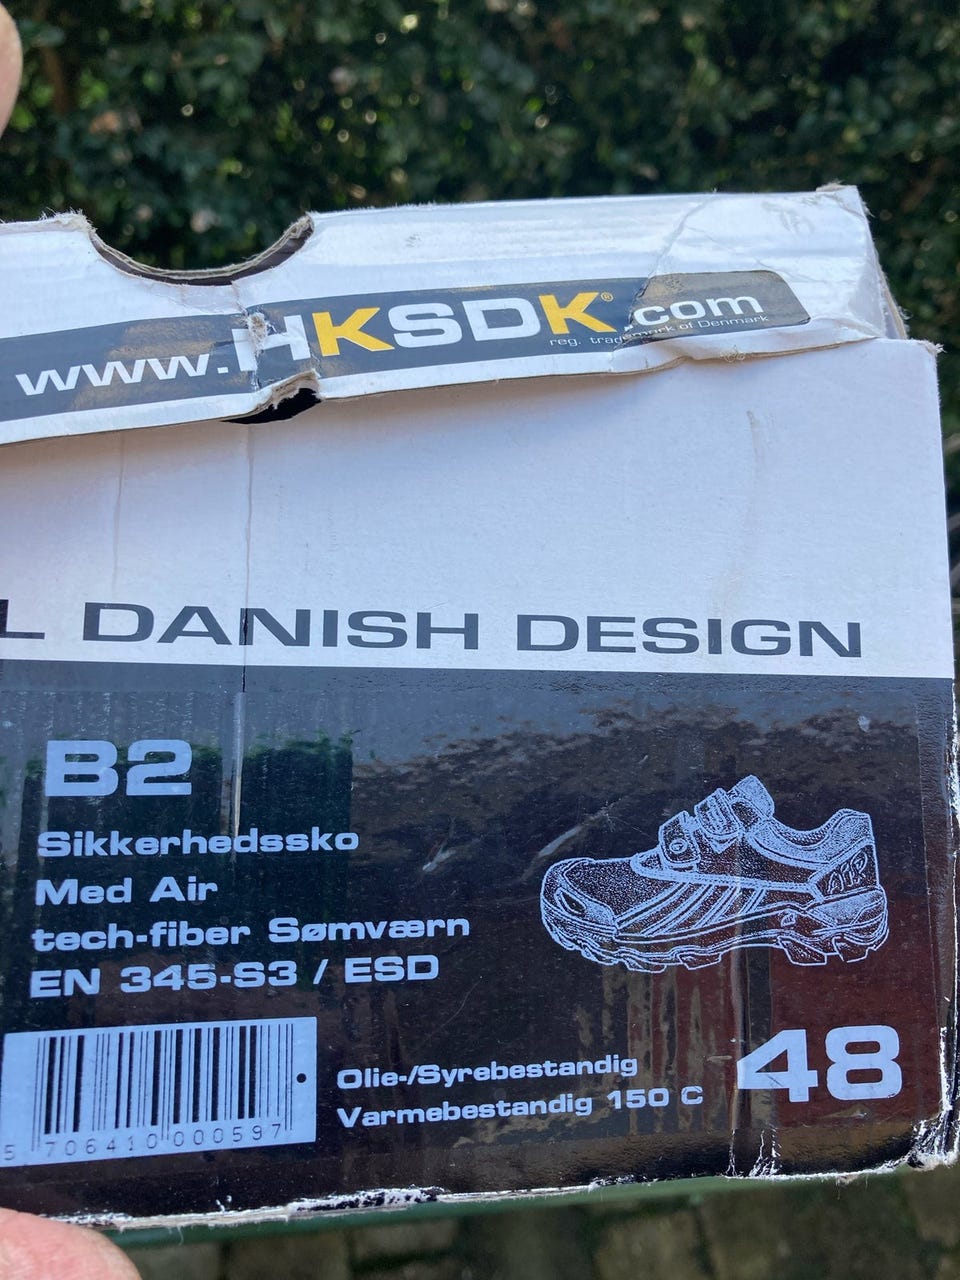 www.HKSDK®.com
reg. trademark of Denmark
L DANISH DESIGN
B2
Sikkerhedssko
Med Air
tech-fiber Sømværn
EN 345-S3 / ESD
AIR
Olie-/Syrebestandig
Varmebestandig 150 C
48
5 706410 000597